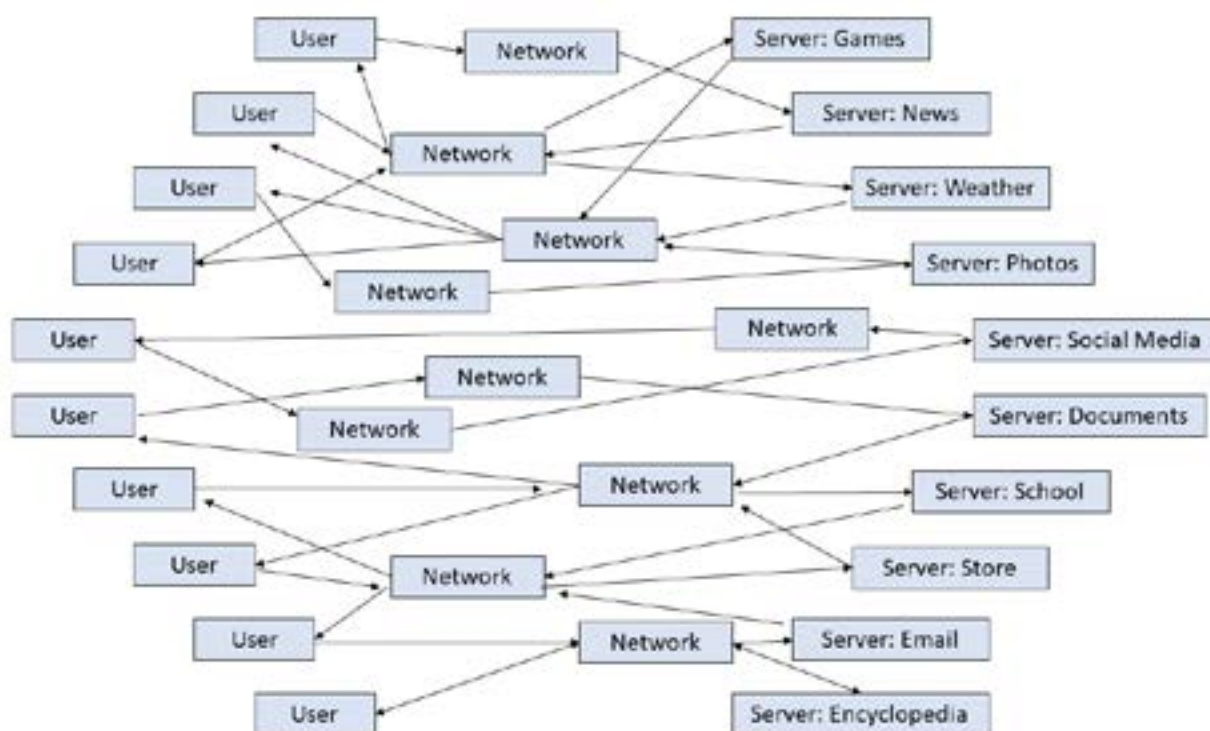 User
Network
Server: Games
User
Server: News
Network
User
Server: Weather
Network
User
Server: Photos
Network
User
Network
Server: Social Media
Network
User
Server: Documents
Network
User
Network
Server: School
User
Network
Server: Store
User
Network
Server: Email
User
Server: Encyclopedia